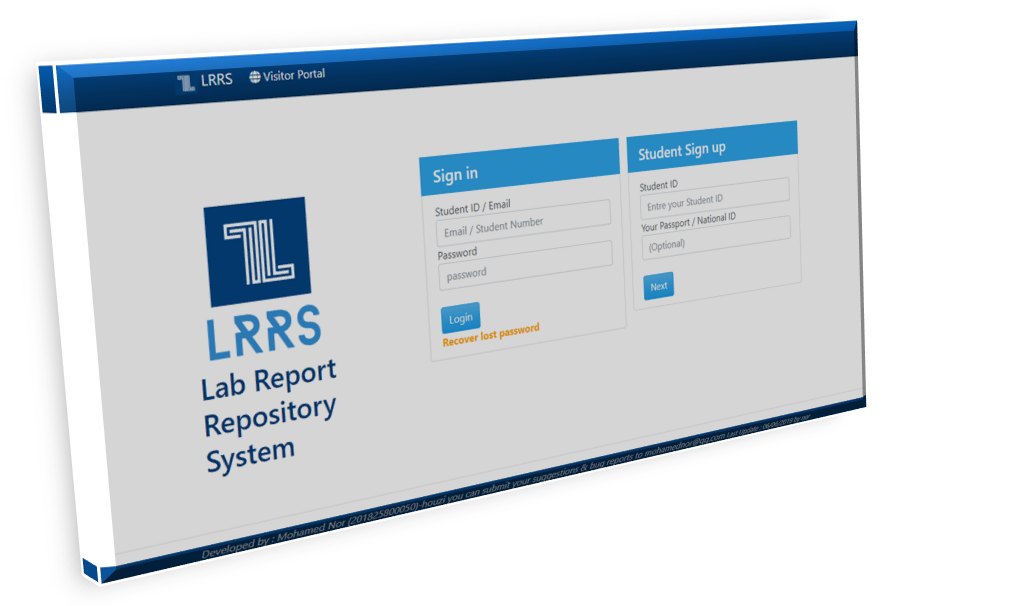 LRRS Visitor Portal
LRRS
Lab Report
Repository
System
Sign in
Student ID / Email
Email / Student Number
Password
password
Login
Recover lost password
Student Sign up
Student ID
Entre your Student ID
Your Passport / National ID
(Optional)
Next
Developed by : Mohamed Nor (201825800050)-houzi you can submit your suggestions & bug reports to mohamednor@qq.com Last Update : 06/06/2019 by